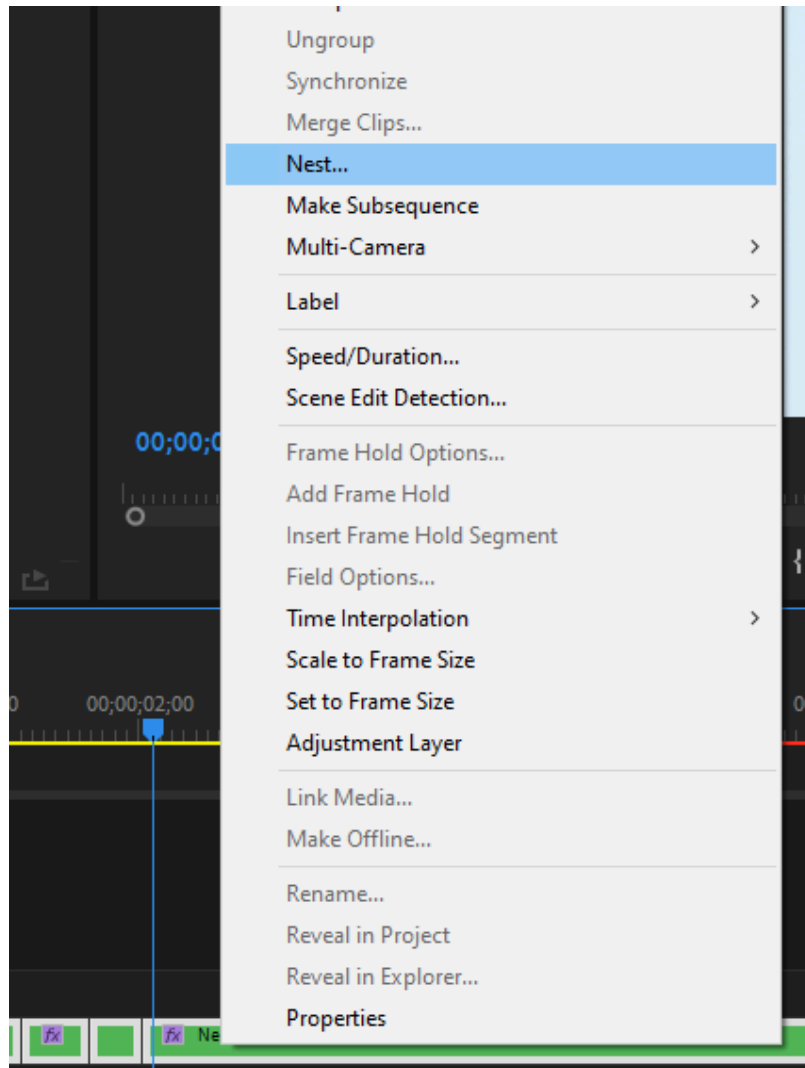 Ungroup
Synchronize
Merge Clips...
Nest...
Make Subsequence
Multi-Camera
Label
Speed/Duration...
Scene Edit Detection...
00;00;0
Frame Hold Options...
Add Frame Hold
Insert Frame Hold Segment
Field Options...
Time Interpolation
Scale to Frame Size
0 00;00;02;00 Set to Frame Size 0
Adjustment Layer
Link Media...
Make Offline...
Rename...
Reveal in Project
Reveal in Explorer...
Properties
fx fx Ne